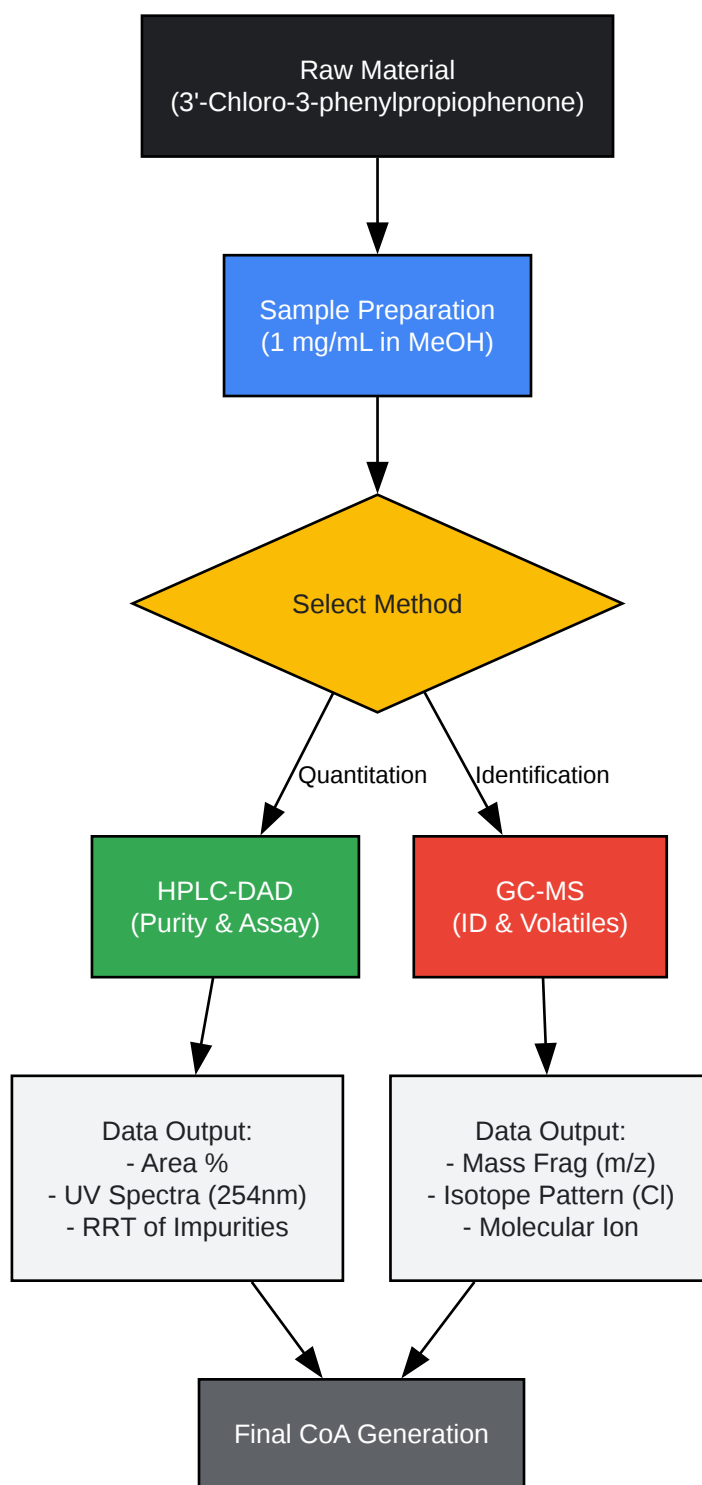 Raw Material
(3'-Chloro-3-phenylpropiophenone)
Sample Preparation
(1 mg/mL in MeOH)
Select Method
Quantitation
Identification
HPLC-DAD
(Purity & Assay)
GC-MS
(ID & Volatiles)
Data Output:
- Area %
- UV Spectra (254nm)
- RRT of Impurities
Data Output:
- Mass Frag (m/z)
- Isotope Pattern (Cl)
- Molecular Ion
Final CoA Generation